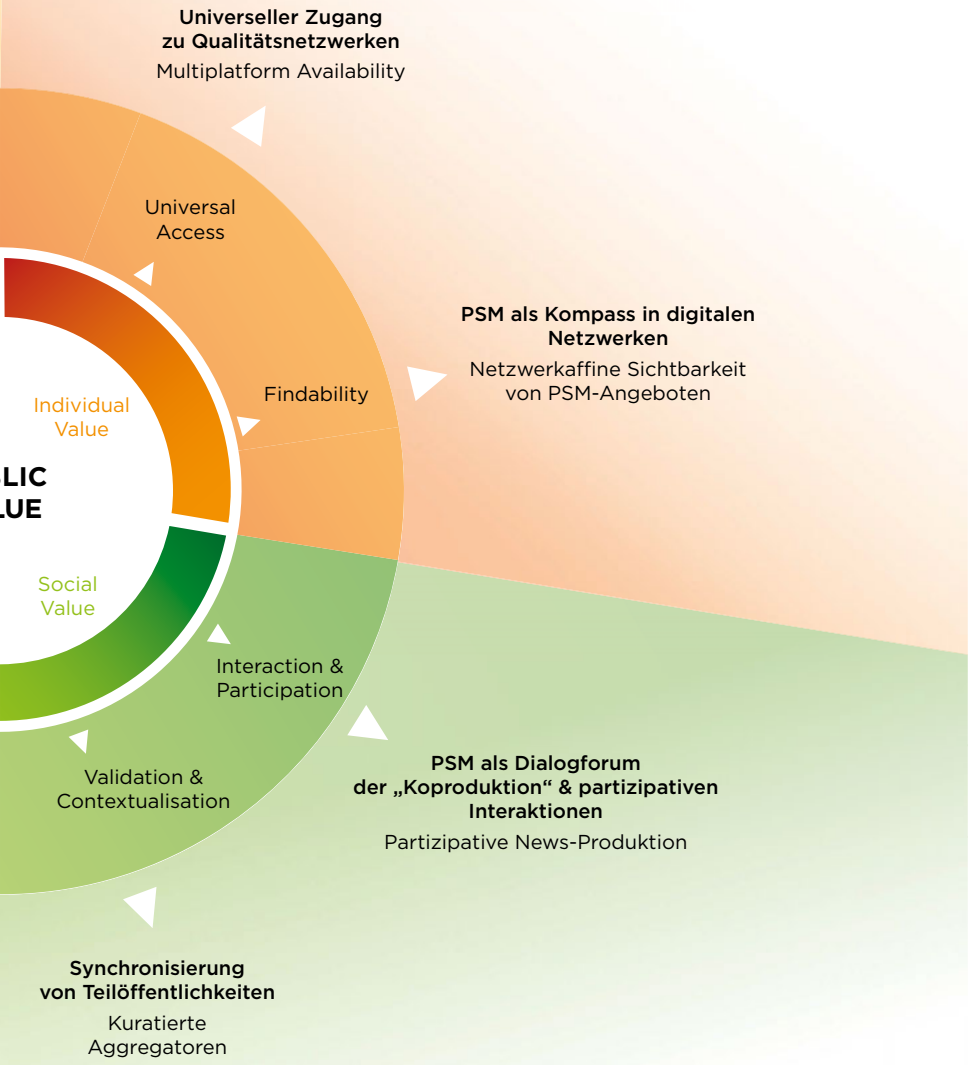 Universeller Zugang
zu Qualitätsnetzwerken
Multiplatform Availability
Universal
Access
PSM als Kompass in digitalen
Netzwerken
Netzwerkaffine Sichtbarkeit
von PSM-Angeboten
Findability
Individual
Value
LIC
LUE
Social
Value
Interaction &
Participation
PSM als Dialogforum
der „Koproduktion“ & partizipativen
Interaktionen
Partizipative News-Produktion
Validation &
Contextualisation
Synchronisierung
von Teilöffentlichkeiten
Kuratierte
Aggregatoren